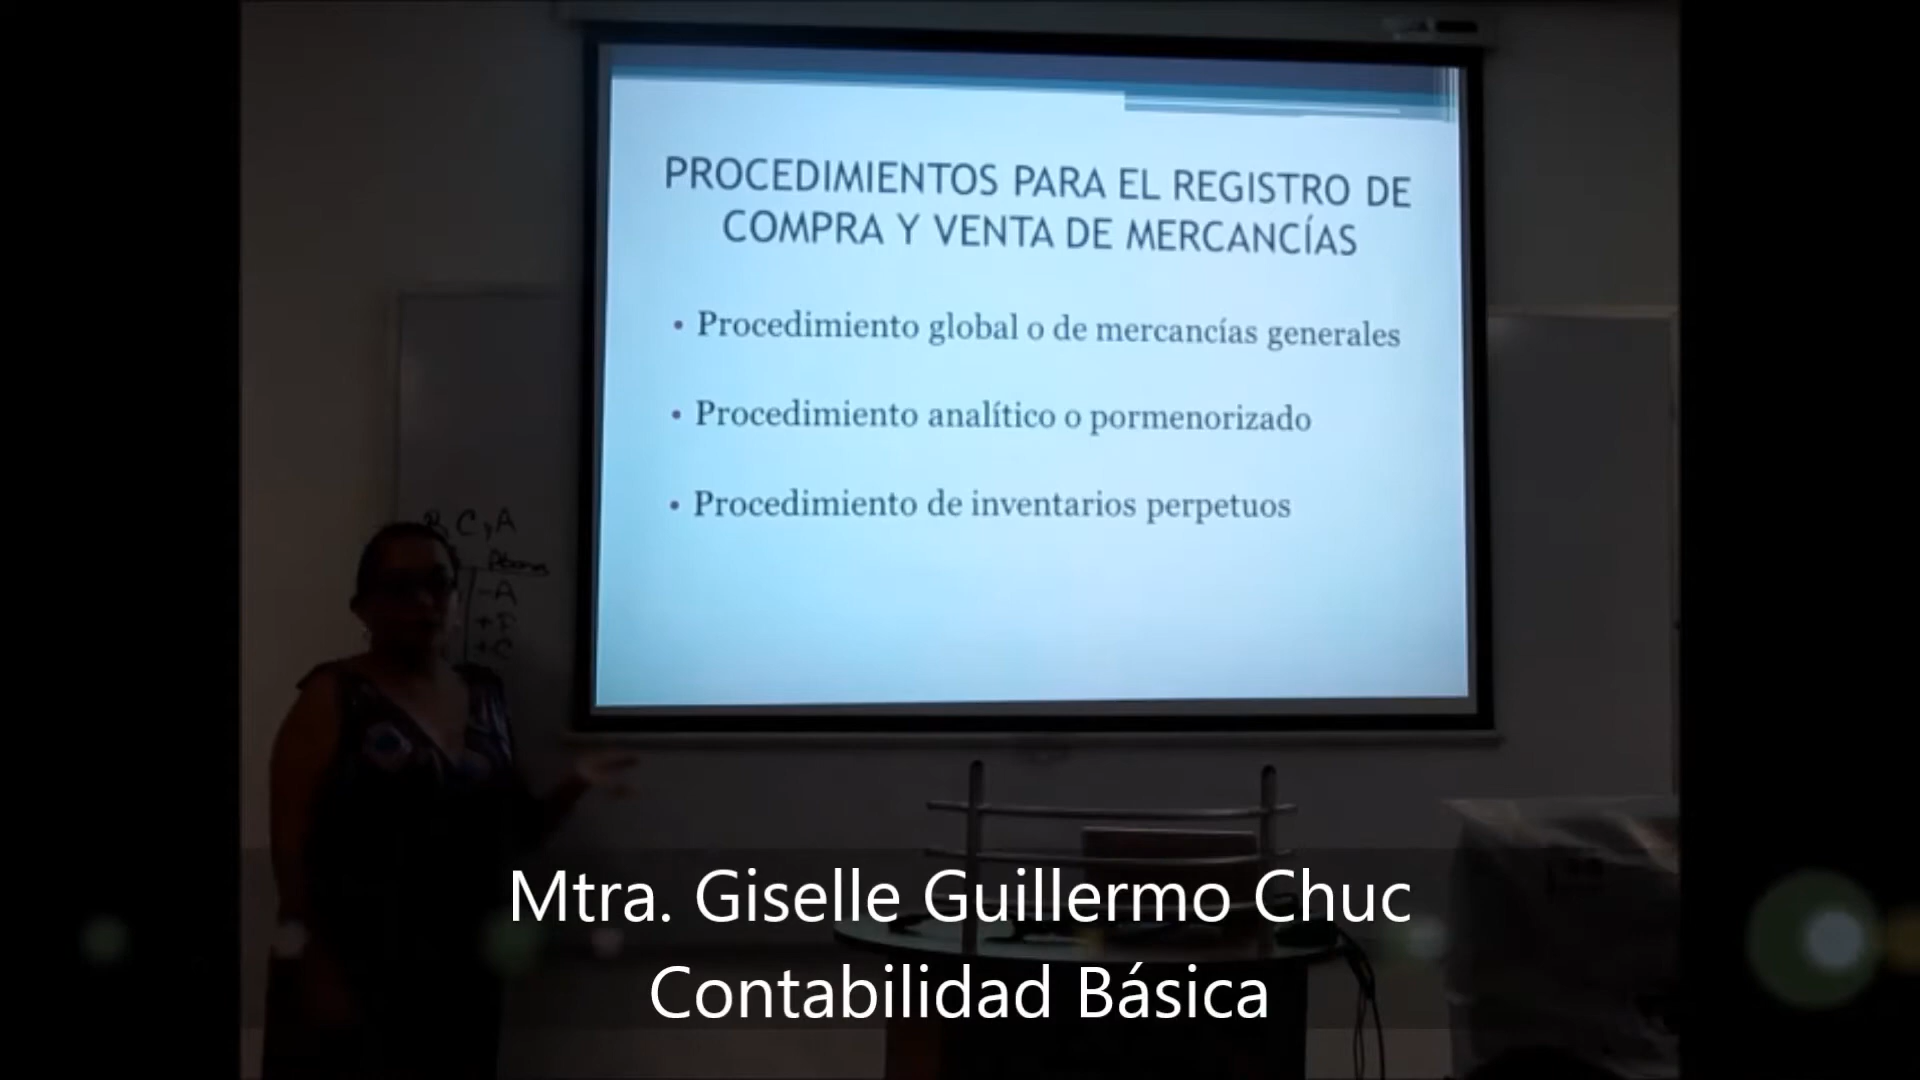 PROCEDIMIENTOS PARA EL REGISTRO DE
COMPRA Y VENTA DE MERCANCÍAS
• Procedimiento global o de mercancías generales
• Procedimiento analítico o pormenorizado
• Procedimiento de inventarios perpetuos
C, A
-A
+C
Mtra. Giselle Guillermo Chuc
Contabilidad Básica